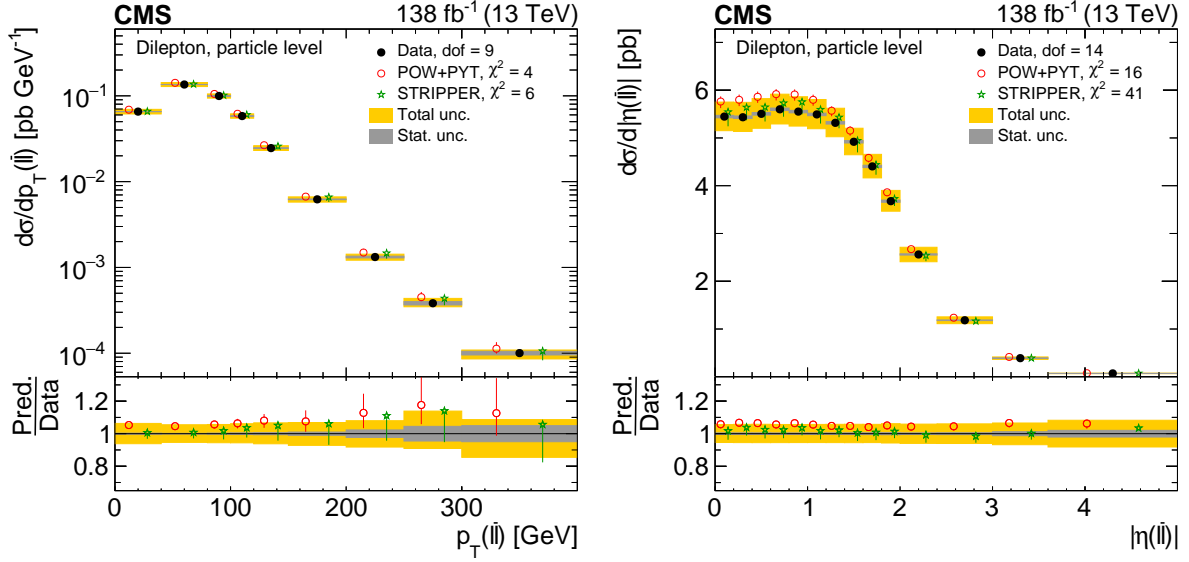 CMS 138 fb⁻¹ (13 TeV)
Dilepton, particle level
Data, dof = 9
POW+PYT, χ² = 4
STRIPPER, χ² = 6
Total unc.
Stat. unc.
dσ/dp_T(ll̄) [pb GeV⁻¹]
10⁻¹
10⁻²
10⁻³
10⁻⁴
Pred.
Data
1.2
1
0.8
0 100 200 300
p_T(ll̄) [GeV]
CMS 138 fb⁻¹ (13 TeV)
Dilepton, particle level
Data, dof = 14
POW+PYT, χ² = 16
STRIPPER, χ² = 41
Total unc.
Stat. unc.
dσ/d|η(ll̄)| [pb]
6
4
2
Pred.
Data
1.2
1
0.8
0 1 2 3 4
|η(ll̄)|